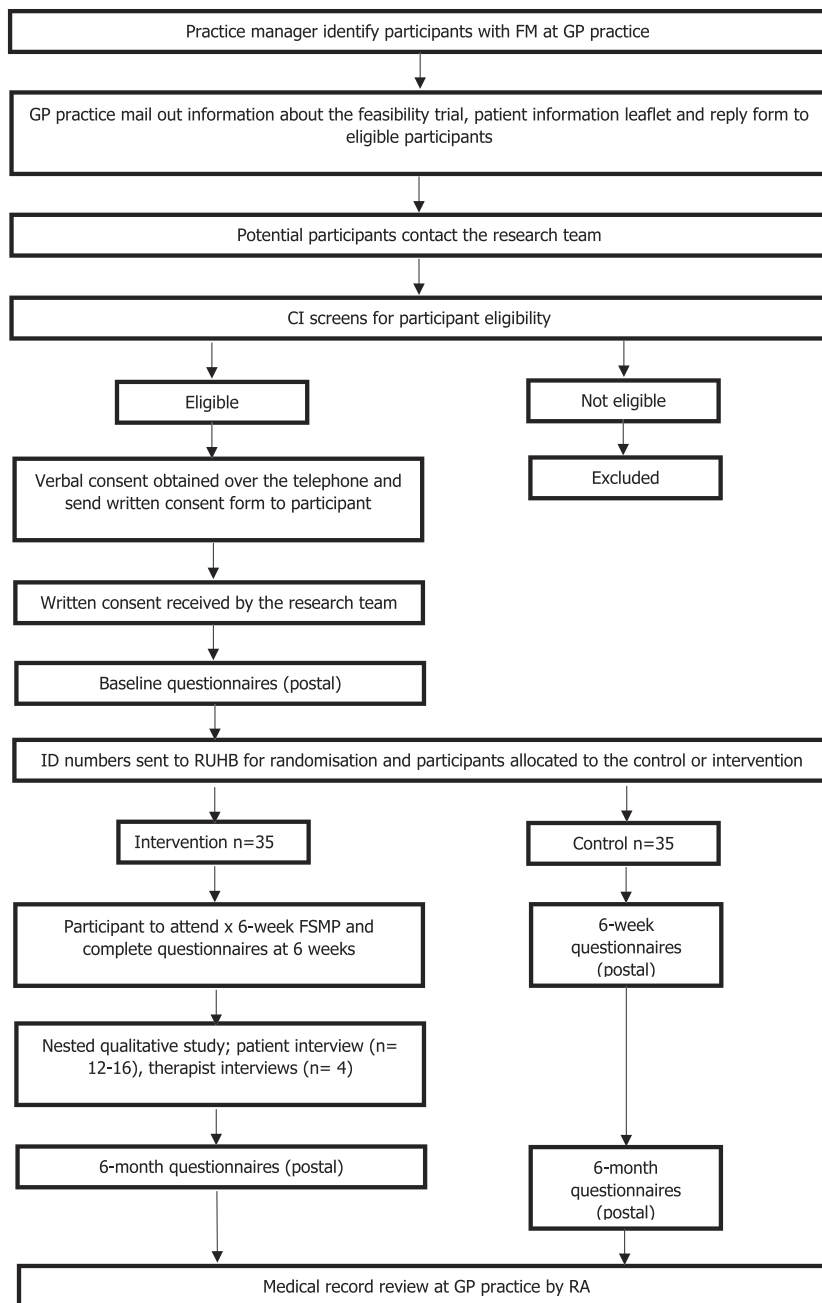 Practice manager identify participants with FM at GP practice
GP practice mail out information about the feasibility trial, patient information leaflet and reply form to
eligible participants
Potential participants contact the research team
CI screens for participant eligibility
Eligible
Not eligible
Verbal consent obtained over the telephone and
send written consent form to participant
Excluded
Written consent received by the research team
Baseline questionnaires (postal)
ID numbers sent to RUHB for randomisation and participants allocated to the control or intervention
Intervention n=35
Control n=35
Participant to attend x 6-week FSMP and
complete questionnaires at 6 weeks
6-week
questionnaires
(postal)
Nested qualitative study; patient interview (n=
12-16), therapist interviews (n= 4)
6-month questionnaires (postal)
6-month
questionnaires
(postal)
Medical record review at GP practice by RA